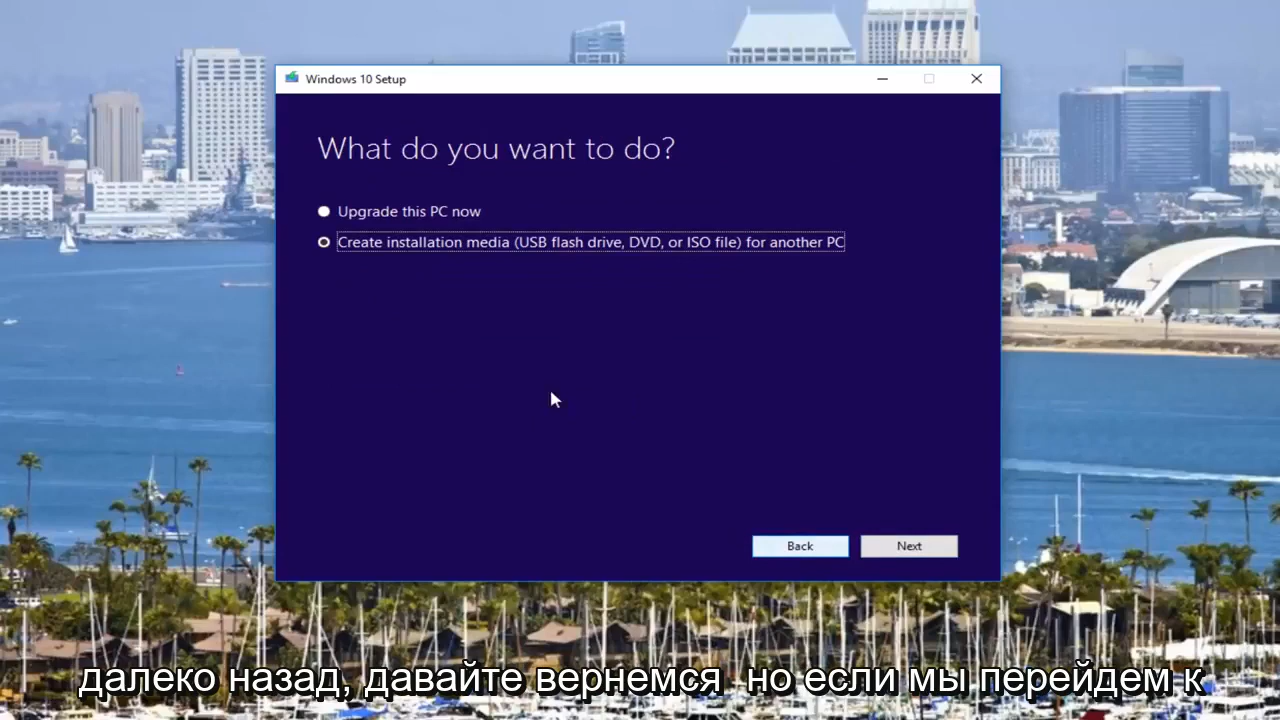 Windows 10 Setup
What do you want to do?
Upgrade this PC now
Create installation media (USB flash drive, DVD, or ISO file) for another PC
Back
Next
далеко назад, давайте вернемся но если мы перейдем к